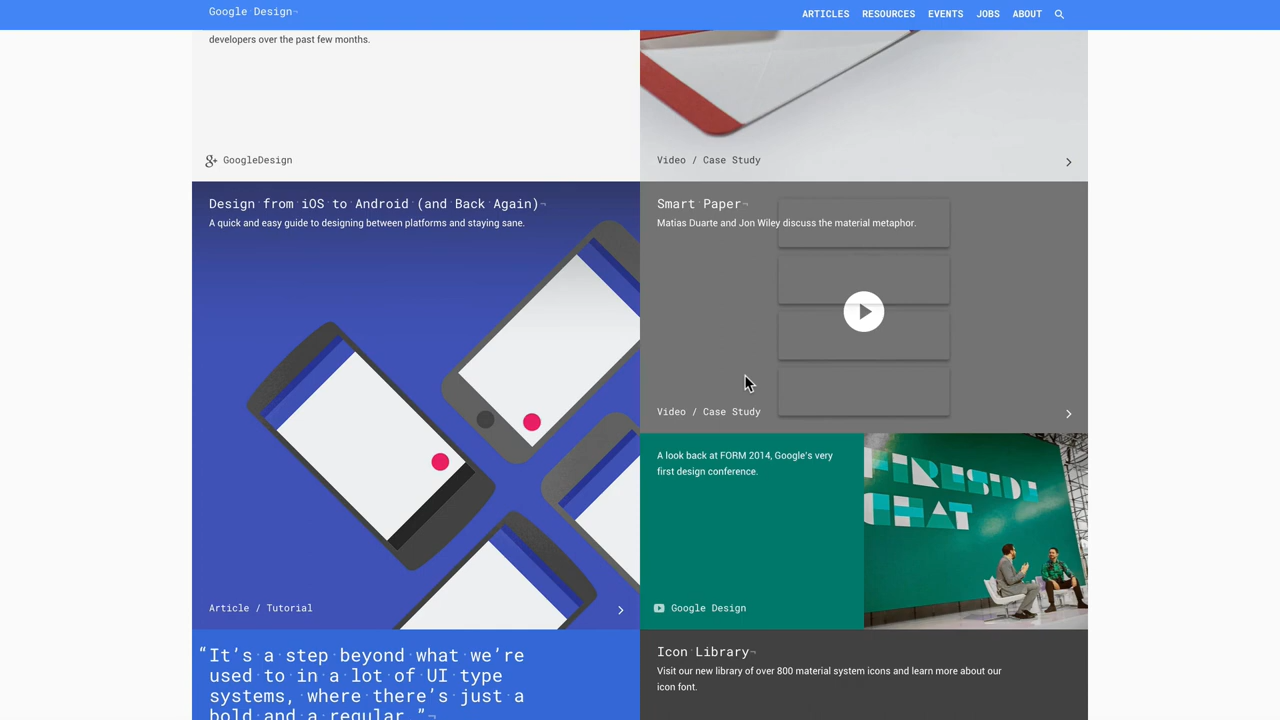 Google Design¬
ARTICLES RESOURCES EVENTS JOBS ABOUT
developers over the past few months.
g+ GoogleDesign
Video / Case Study
Design from iOS to Android (and Back Again)¬
A quick and easy guide to designing between platforms and staying sane.
Article / Tutorial
Smart Paper¬
Matias Duarte and Jon Wiley discuss the material metaphor.
Video / Case Study
A look back at FORM 2014, Google's very
first design conference.
Google Design
FIRESIDE
CHAT
“It’s a step beyond what we’re
used to in a lot of UI type
systems, where there’s just a
bold and a regular.”¬
Icon Library¬
Visit our new library of over 800 material system icons and learn more about our
icon font.